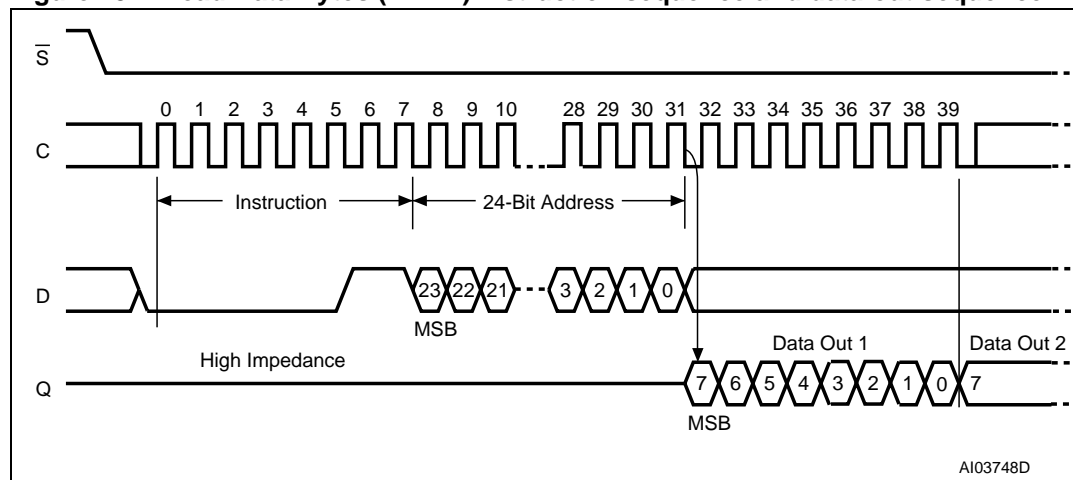 S
0 1 2 3 4 5 6 7 8 9 10 28 29 30 31 32 33 34 35 36 37 38 39
C
Instruction 24-Bit Address
D 23 22 21 3 2 1 0
MSB
Data Out 1 Data Out 2
High Impedance
Q 7 6 5 4 3 2 1 0 7
MSB
AI03748D